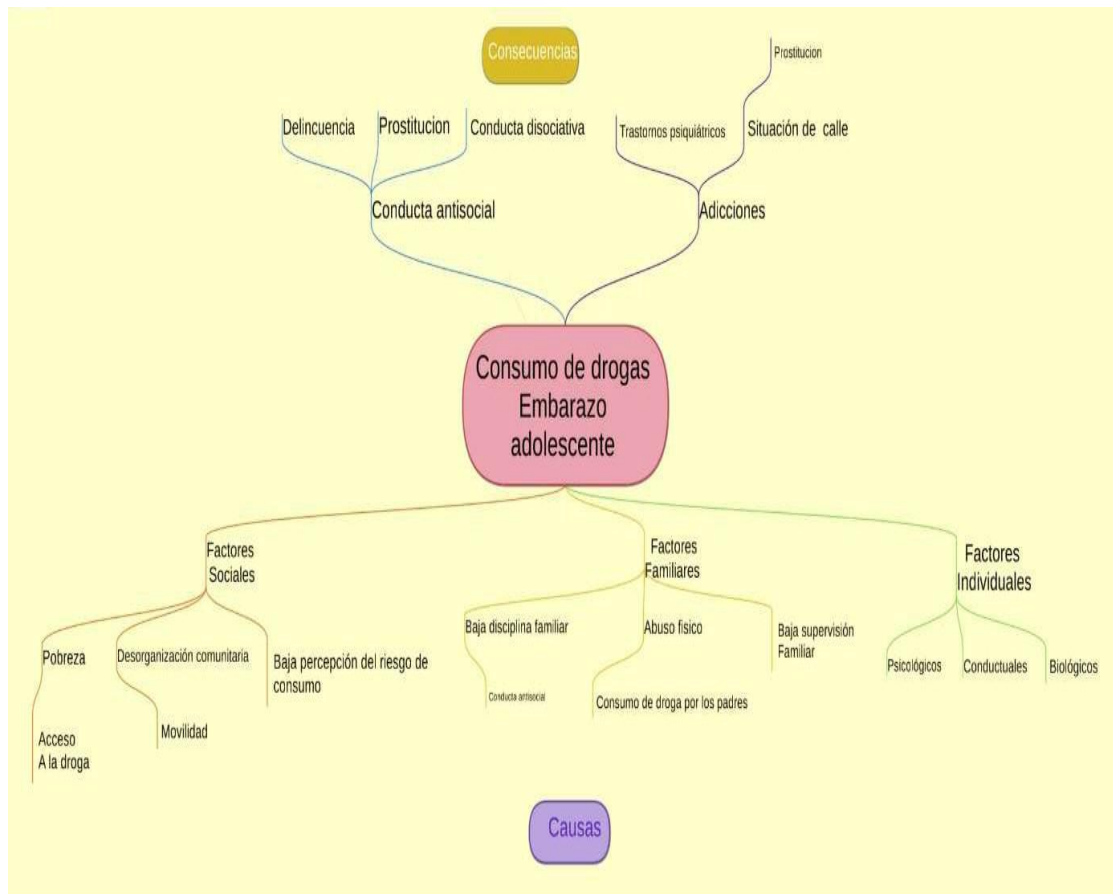 Consecuencias
Prostitucion
Delincuencia
Prostitucion
Conducta disociativa
Trastornos psiquiátricos
Situación de calle
Conducta antisocial
Adicciones
Consumo de drogas
Embarazo
adolescente
Factores
Sociales
Factores
Familiares
Factores
Individuales
Pobreza
Desorganización comunitaria
Baja percepción del riesgo de
consumo
Baja disciplina familiar
Abuso fisico
Baja supervisión
Familiar
Psicológicos
Conductuales
Biológicos
Acceso
A la droga
Movilidad
Conducta antisocial
Consumo de droga por los padres
Causas